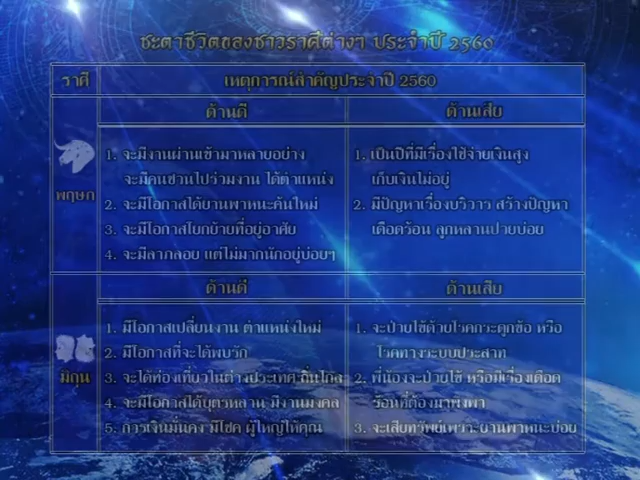 ชะตาชีวิตของชาวราศีต่างๆ ประจำปี 2560
ราศี
เหตุการณ์สำคัญประจำปี 2560
ด้านดี
ด้านเสีย
พฤษภ
1. จะมีงานผ่านเข้ามาหลายอย่าง
จะมีคนชวนไปร่วมงาน ได้ตำแหน่ง
2. จะมีโอกาสได้ยานพาหนะคันใหม่
3. จะมีโอกาสโยกย้ายที่อยู่อาศัย
4. จะมีลาภลอย แต่ไม่มากนักอยู่บ่อยๆ
1. เป็นปีที่มีเรื่องใช้จ่ายเงินสูง
เก็บเงินไม่อยู่
2. มีปัญหาเรื่องบริวาร สร้างปัญหา
เดือดร้อน ลูกหลานป่วยบ่อย
ด้านดี
ด้านเสีย
มิถุน
1. มีโอกาสเปลี่ยนงาน ตำแหน่งใหม่
2. มีโอกาสที่จะได้พบรัก
3. จะได้ท่องเที่ยวในต่างประเทศ ถิ่นไกล
4. จะมีโอกาสได้บุตรหลาน มีงานมงคล
5. การเงินมั่นคง มีโชค ผู้ใหญ่ให้คุณ
1. จะป่วยไข้ด้วยโรคกระดูกข้อ หรือ
โรคทางระบบประสาท
2. พี่น้องจะป่วยไข้ หรือมีเรื่องเดือด
ร้อนที่ต้องมาพึ่งพา
3. จะเสียทรัพย์เพราะยานพาหนะบ่อย